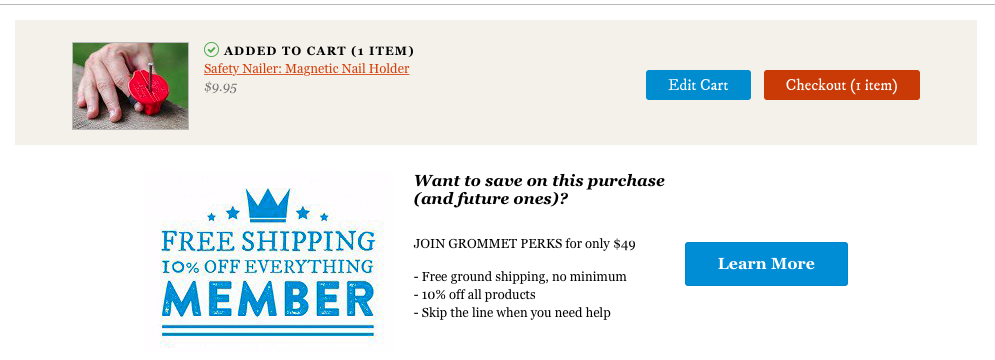 ADDED TO CART (1 ITEM)
Safety Nailer: Magnetic Nail Holder
$9.95
Edit Cart
Checkout (1 item)
FREE SHIPPING
10% OFF EVERYTHING
MEMBER
Want to save on this purchase
(and future ones)?
JOIN GROMMET PERKS for only $49
- Free ground shipping, no minimum
- 10% off all products
- Skip the line when you need help
Learn More